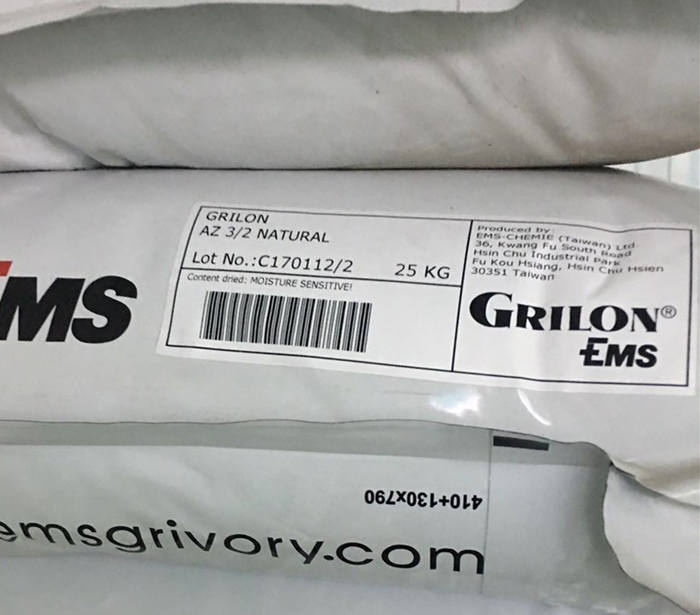 GRILON
AZ 3/2 NATURAL
Lot No.:C170112/2 25 KG
Content dried: MOISTURE SENSITIVE!
Produced by
EMS-CHEMIE (Taiwan) Ltd.
36, Kwang Fu South Road
Hsin Chu Industrial Park
Fu Kou Hsiang, Hsin Chu Hsien
30351 Taiwan
GRILON®
EMS
EMS
410+130x790
emsgrivory.com